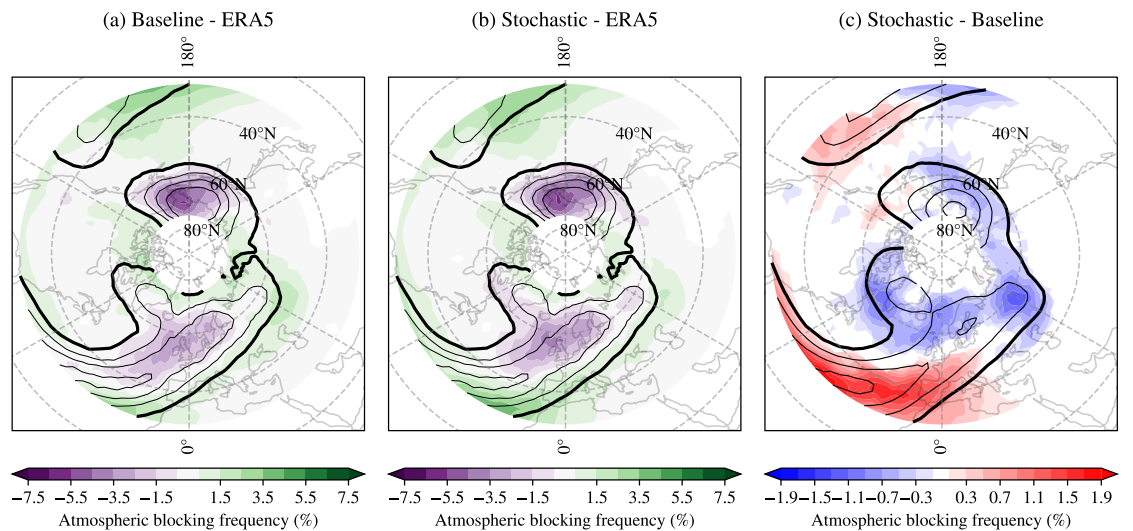 (a) Baseline - ERA5
(b) Stochastic - ERA5
(c) Stochastic - Baseline
180°
180°
180°
40°N
60°N
80°N
40°N
60°N
80°N
40°N
60°N
80°N
0°
0°
0°
−7.5 −5.5 −3.5 −1.5 1.5 3.5 5.5 7.5
−7.5 −5.5 −3.5 −1.5 1.5 3.5 5.5 7.5
−1.9 −1.5 −1.1 −0.7 −0.3 0.3 0.7 1.1 1.5 1.9
Atmospheric blocking frequency (%)
Atmospheric blocking frequency (%)
Atmospheric blocking frequency (%)